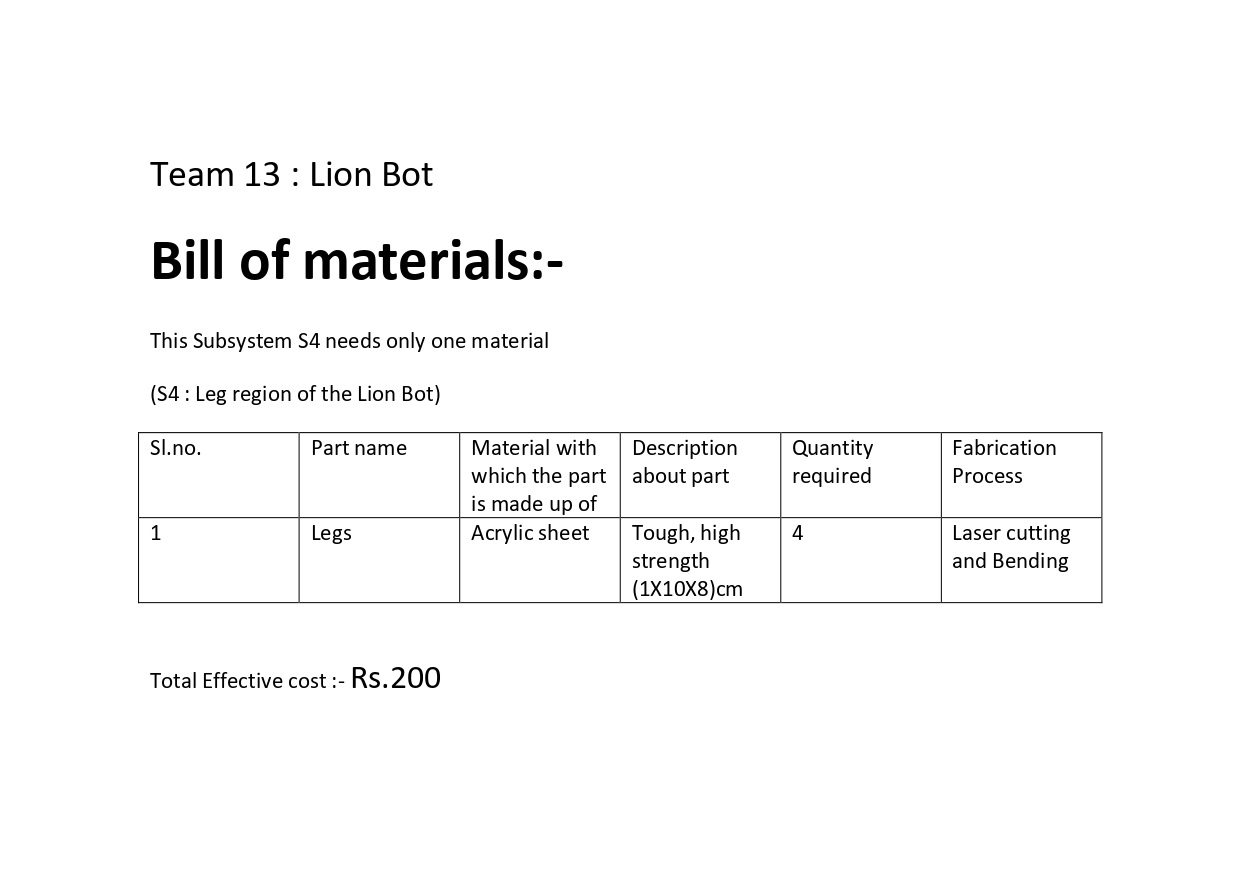 Team 13 : Lion Bot
Bill of materials:-
This Subsystem S4 needs only one material
(S4 : Leg region of the Lion Bot)
Sl.no. Part name Material with which the part is made up of Description about part Quantity required Fabrication Process
1 Legs Acrylic sheet Tough, high strength (1X10X8)cm 4 Laser cutting and Bending
Total Effective cost :- Rs.200